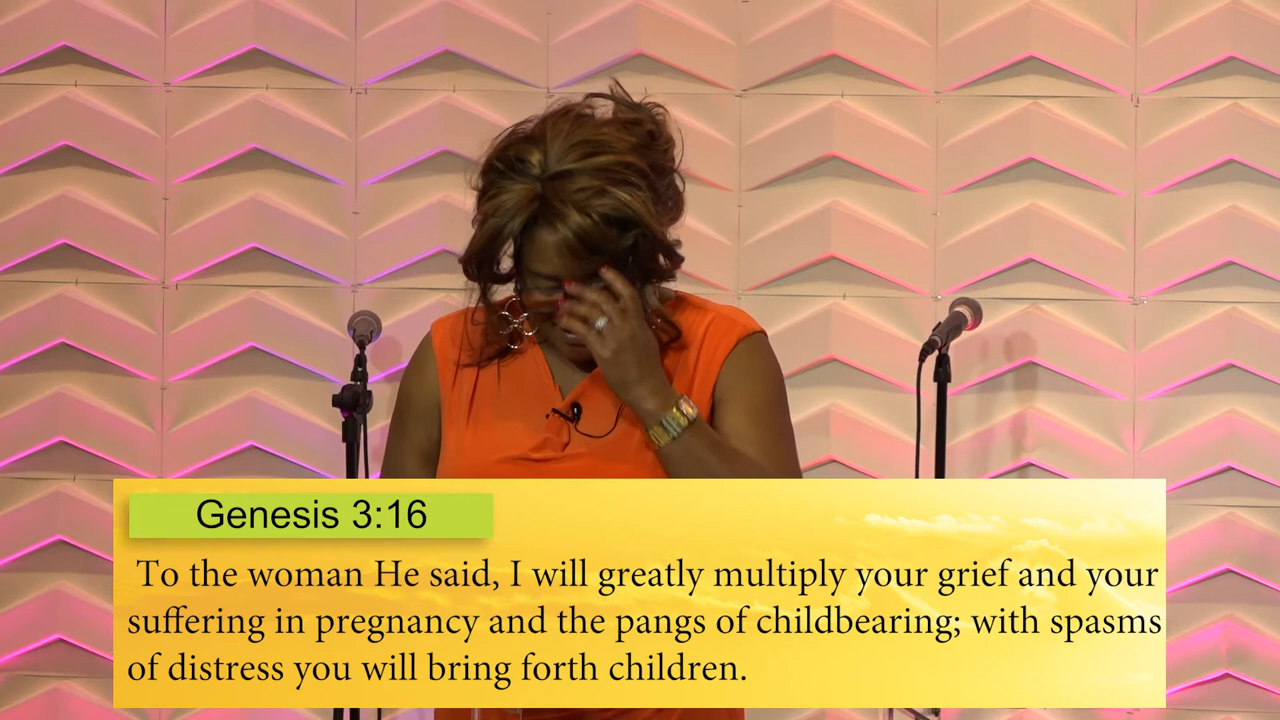 Genesis 3:16
To the woman He said, I will greatly multiply your grief and your
suffering in pregnancy and the pangs of childbearing; with spasms
of distress you will bring forth children.